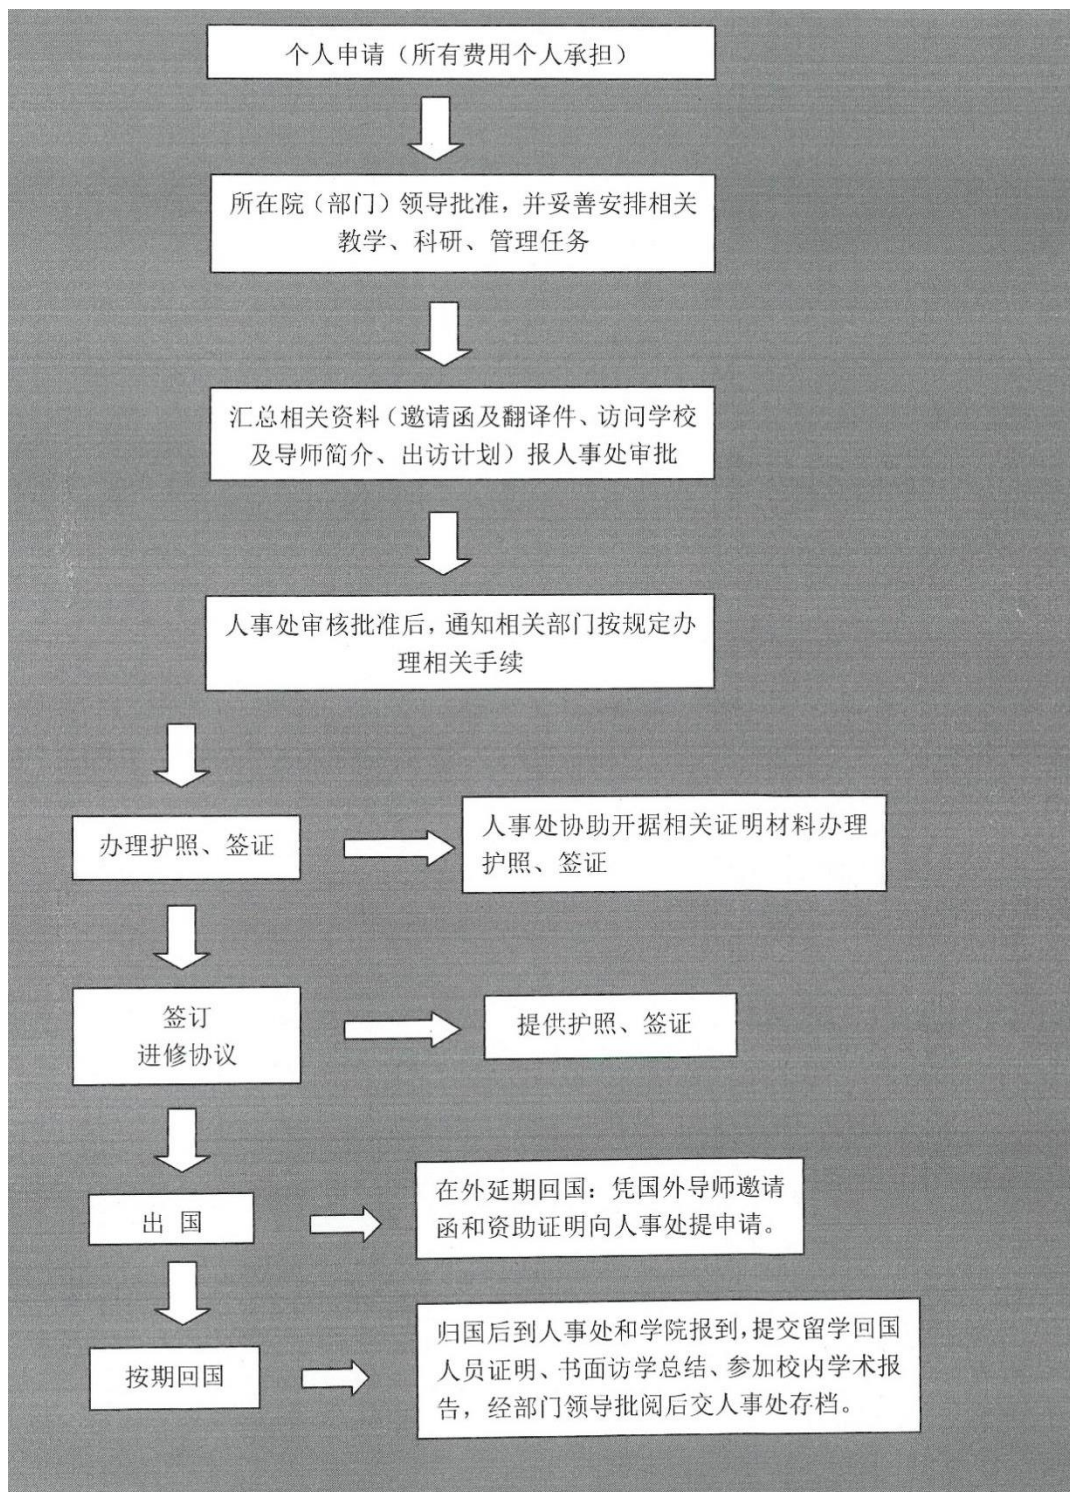 个人申请（所有费用个人承担）
所在院（部门）领导批准，并妥善安排相关
教学、科研、管理任务
汇总相关资料（邀请函及翻译件、访问学校
及导师简介、出访计划）报人事处审批
人事处审核批准后，通知相关部门按规定办
理相关手续
办理护照、签证
人事处协助开据相关证明材料办理
护照、签证
签订
进修协议
提供护照、签证
出 国
在外延期回国：凭国外导师邀请
函和资助证明向人事处提申请。
按期回国
归国后到人事处和学院报到，提交留学回国
人员证明、书面访学总结、参加校内学术报
告，经部门领导批阅后交人事处存档。